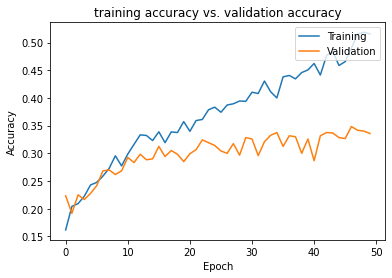 training accuracy vs. validation accuracy
Training
Validation
0.50
0.45
0.40
0.35
0.30
0.25
0.20
0.15
Accuracy
0
10
20
30
40
50
Epoch